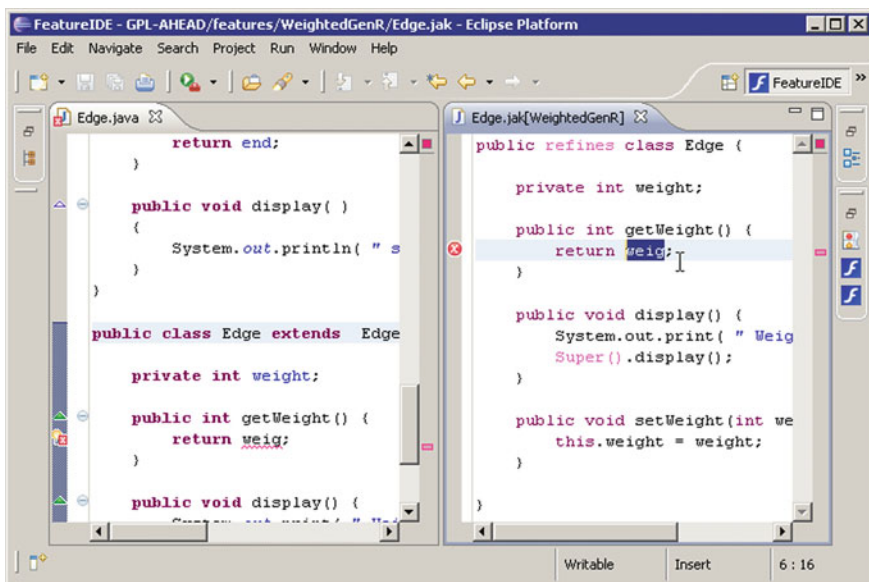 FeatureIDE - GPL-AHEAD/features/WeightedGenR/Edge.jak - Eclipse Platform
File Edit Navigate Search Project Run Window Help
FeatureIDE
Edge.java
return end;
}
public void display( )
{
System.out.println( " s
}
}
public class Edge extends Edge
private int weight;
public int getWeight() {
return weig;
}
public void display() {
Edge.jak[WeightedGenR]
public refines class Edge {
private int weight;
public int getWeight() {
return weig;
}
public void display() {
System.out.print( " Weig
Super().display();
}
public void setWeight(int we
this.weight = weight;
}
}
Writable Insert 6 : 16